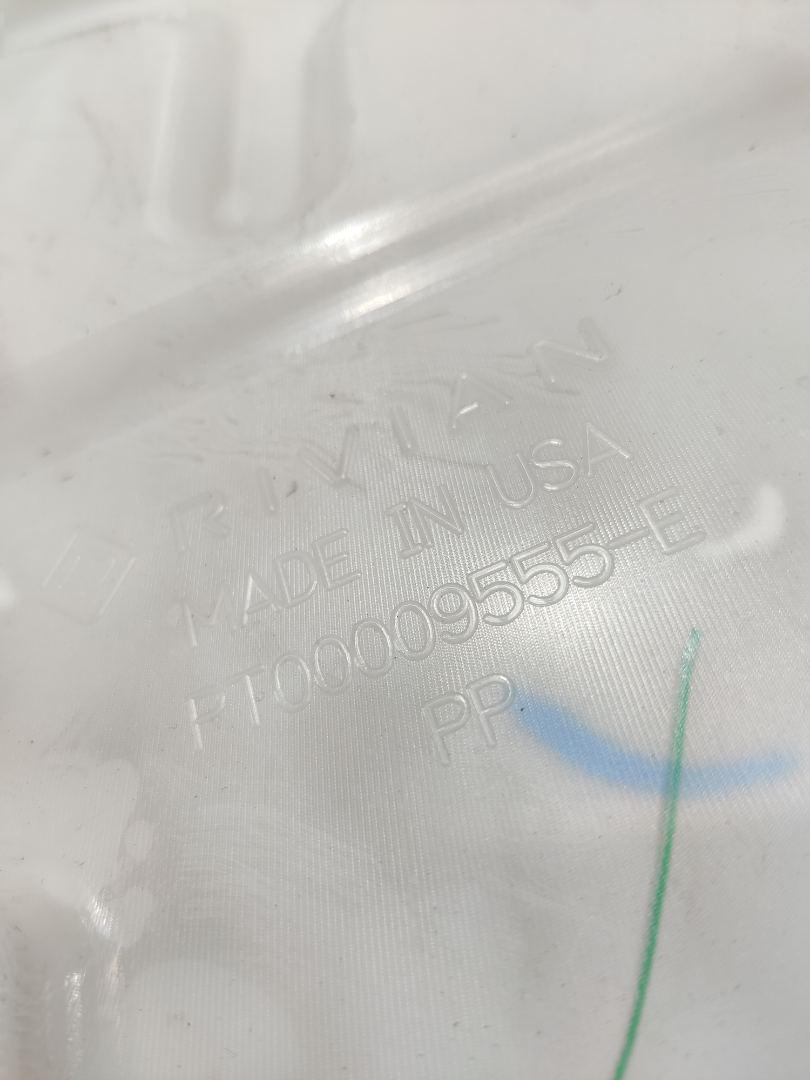 RIVIAN
MADE IN USA
PT00009555-E
PP